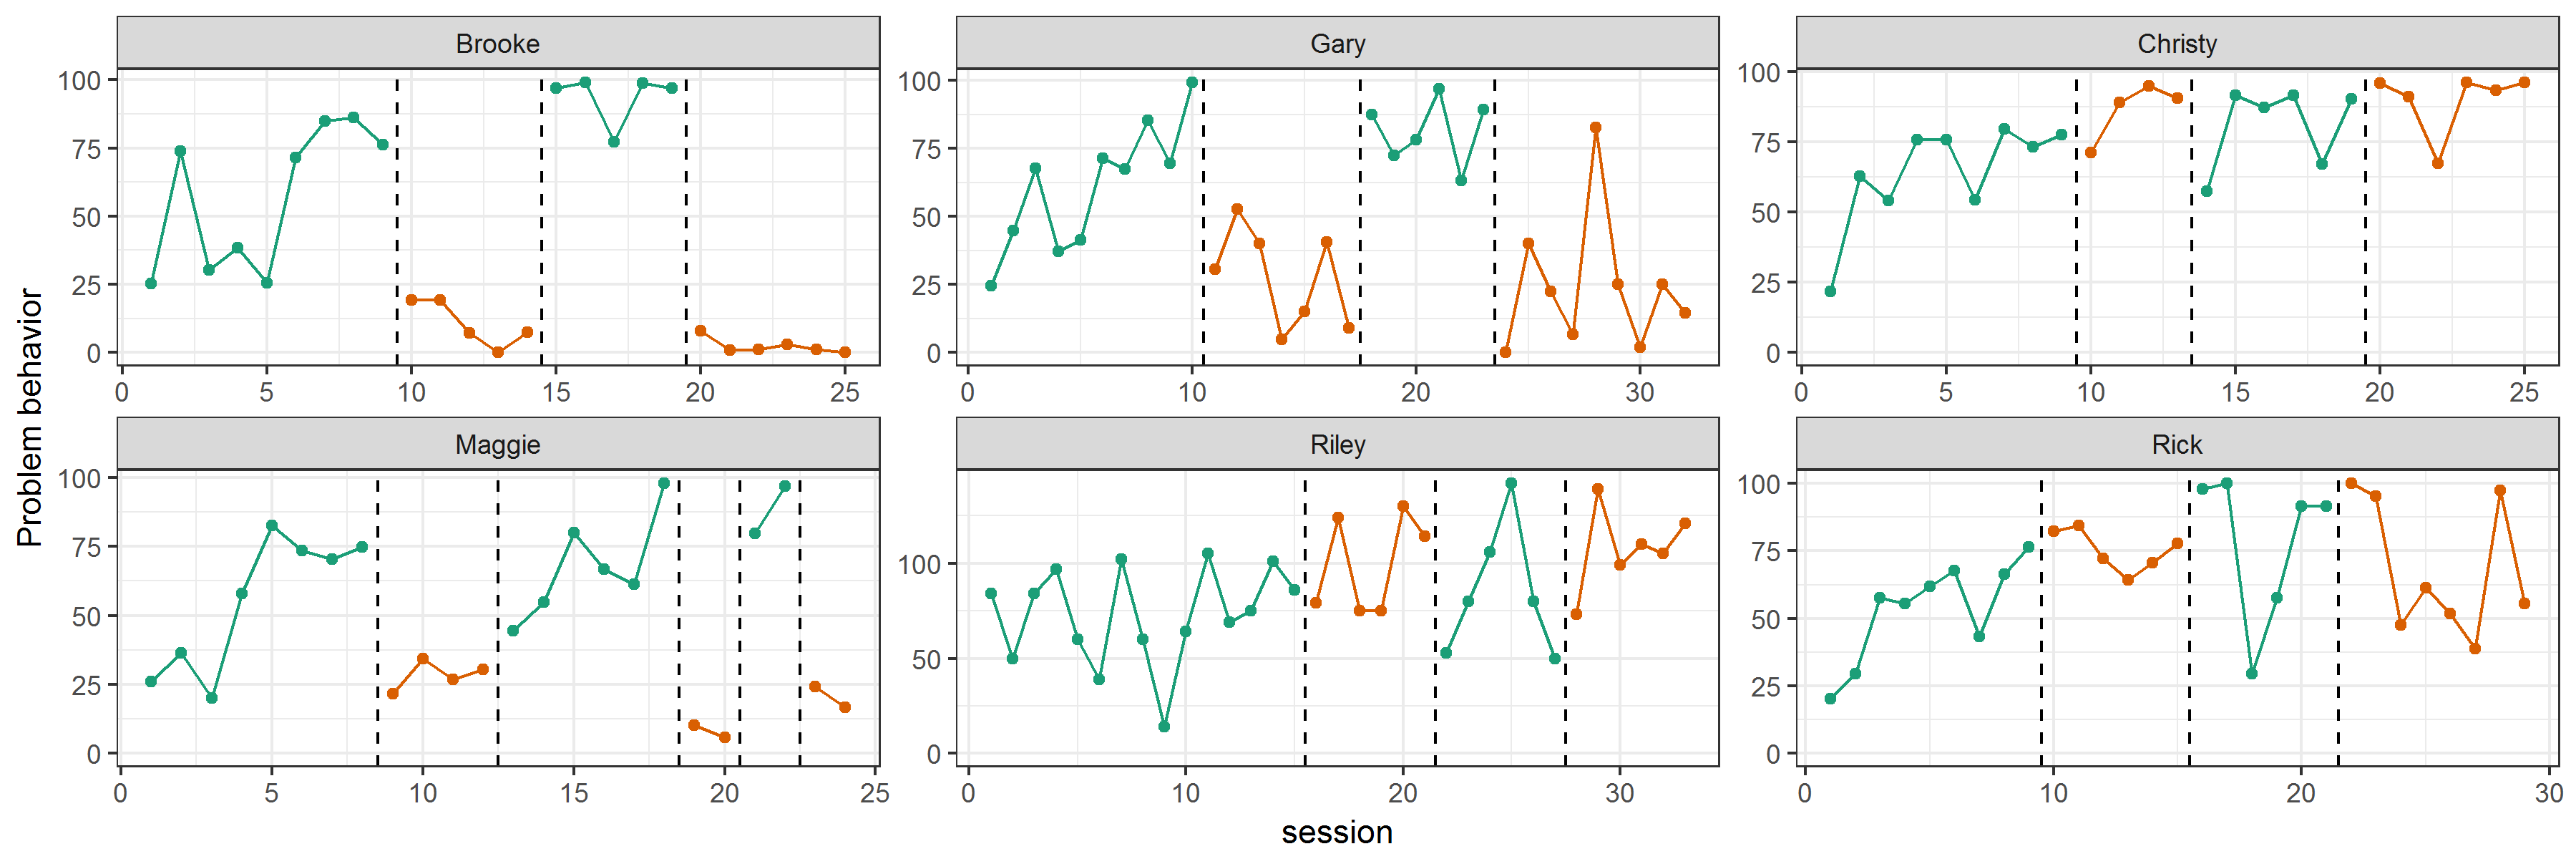 Brooke Gary Christy
100 100 100
75 75 75
50 50 50
25 25 25
0 0 0
0 5 10 15 20 25 0 10 20 30 0 5 10 15 20 25
Problem behavior
Maggie Riley Rick
100 100
75 100 75
50 50 50
25 25
0 0 0
0 5 10 15 20 25 0 10 20 30 0 10 20 30
session